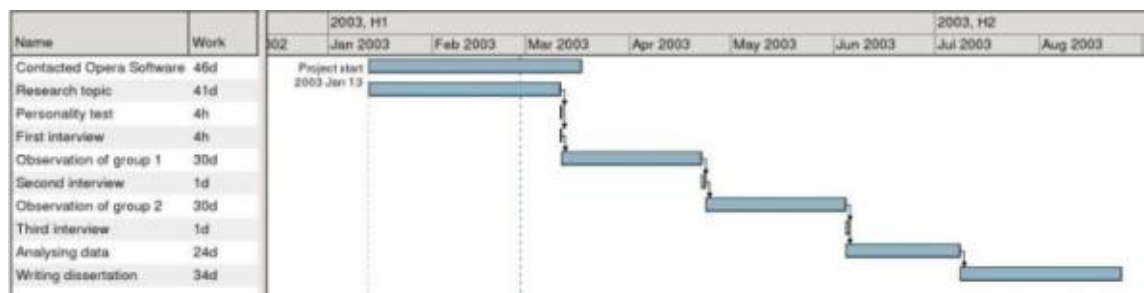 2003, H1 2003, H2
Name Work 002 Jan 2003 Feb 2003 Mar 2003 Apr 2003 May 2003 Jun 2003 Jul 2003 Aug 2003
Contacted Opera Software 46d Project start
Research topic 41d 2003 Jan 13
Personality test 4h
First interview 4h
Observation of group 1 30d
Second interview 1d
Observation of group 2 30d
Third interview 1d
Analysing data 24d
Writing dissertation 34d